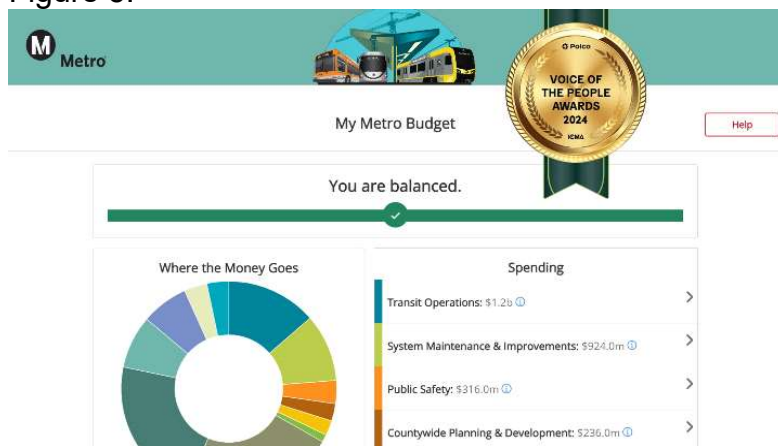 Figure 3.
M Metro
Polco
VOICE OF
THE PEOPLE
AWARDS
2024
ICMA
My Metro Budget
Help
You are balanced.
Where the Money Goes
Spending
Transit Operations: $1.2b
System Maintenance & Improvements: $924.0m
Public Safety: $316.0m
Countywide Planning & Development: $236.0m